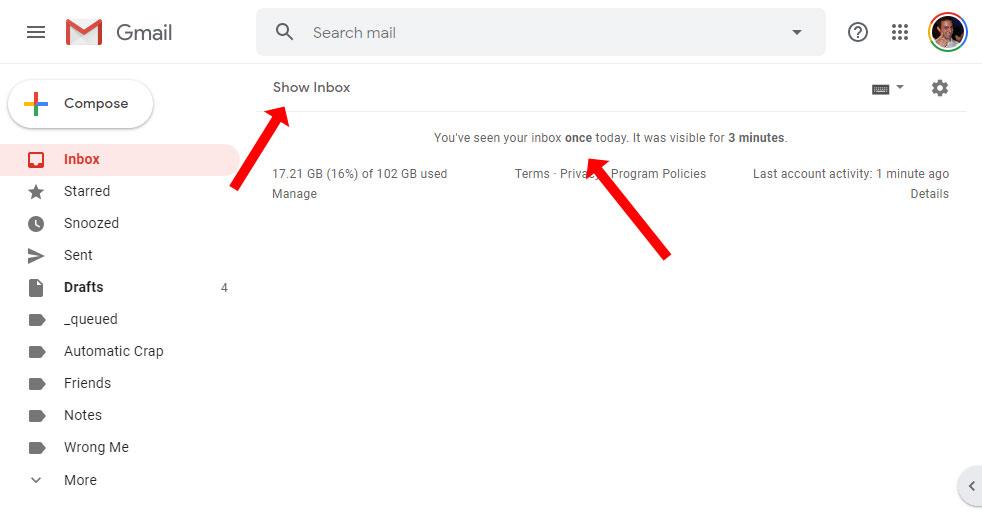 Gmail
Search mail
Compose
Show Inbox
Inbox
Starred
Snoozed
Sent
Drafts 4
_queued
Automatic Crap
Friends
Notes
Wrong Me
More
You've seen your inbox once today. It was visible for 3 minutes.
17.21 GB (16%) of 102 GB used
Manage
Terms · Privacy · Program Policies
Last account activity: 1 minute ago
Details